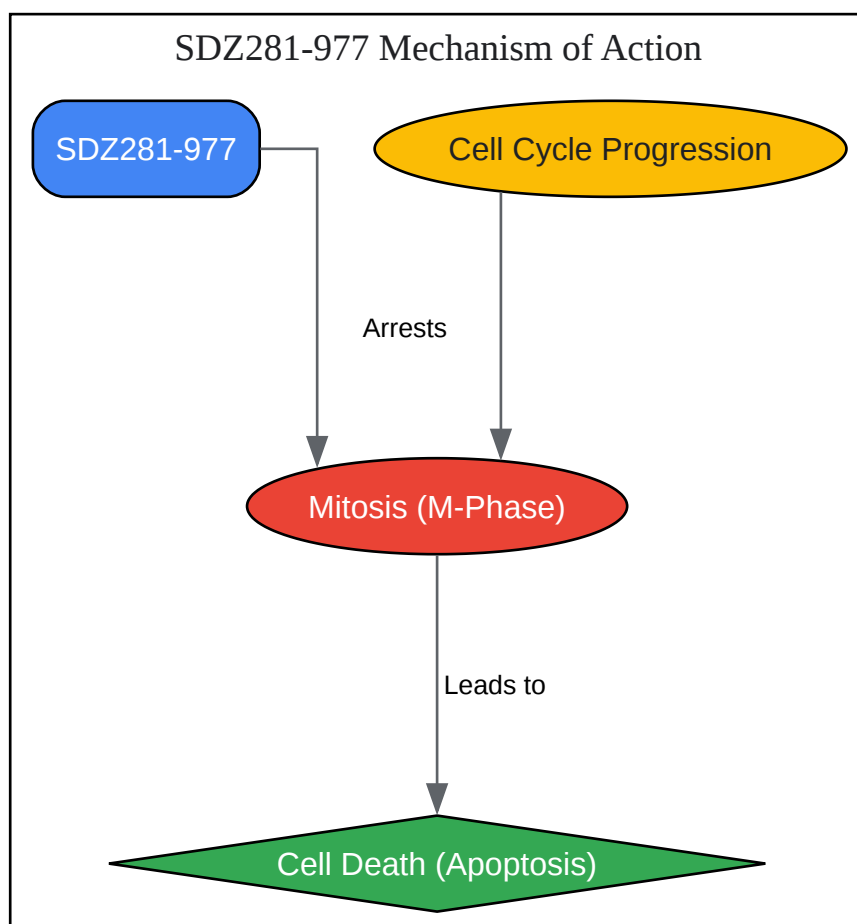 SDZ281-977 Mechanism of Action
SDZ281-977
Cell Cycle Progression
Arrests
Mitosis (M-Phase)
Leads to
Cell Death (Apoptosis)